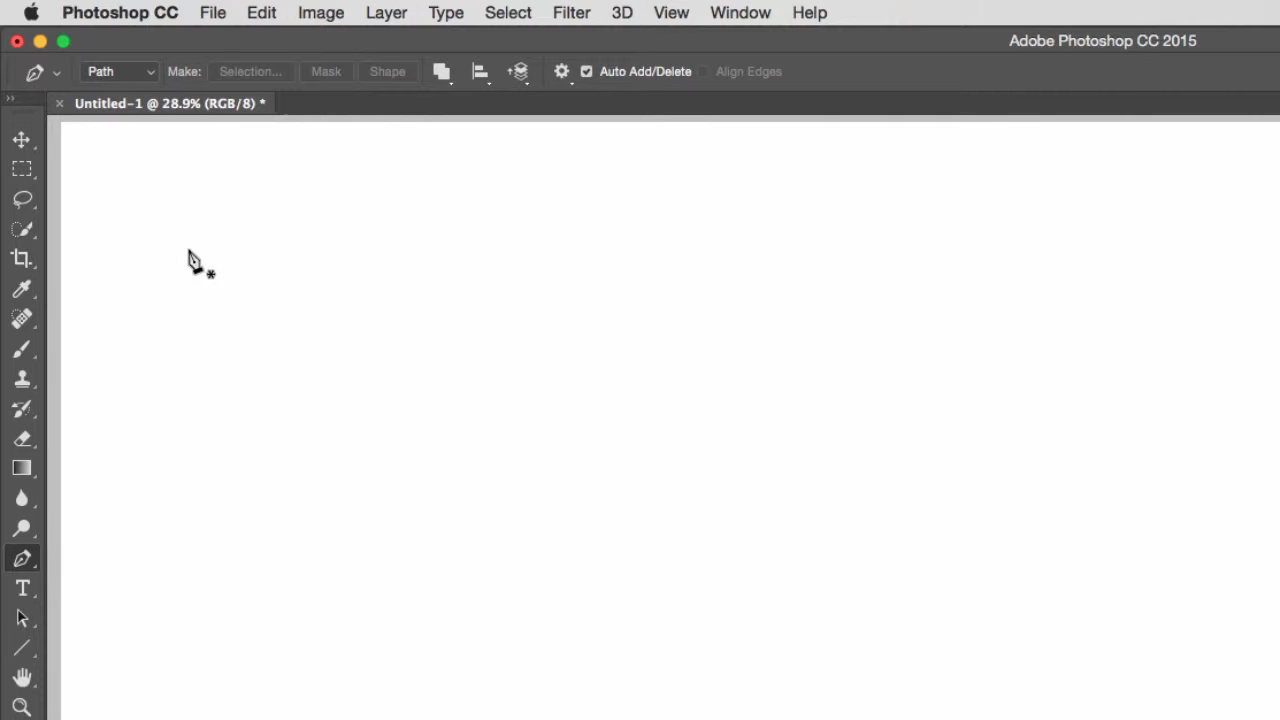 Photoshop CC File Edit Image Layer Type Select Filter 3D View Window Help
Adobe Photoshop CC 2015
Path Make: Selection... Mask Shape Auto Add/Delete Align Edges
Untitled-1 @ 28.9% (RGB/8) *